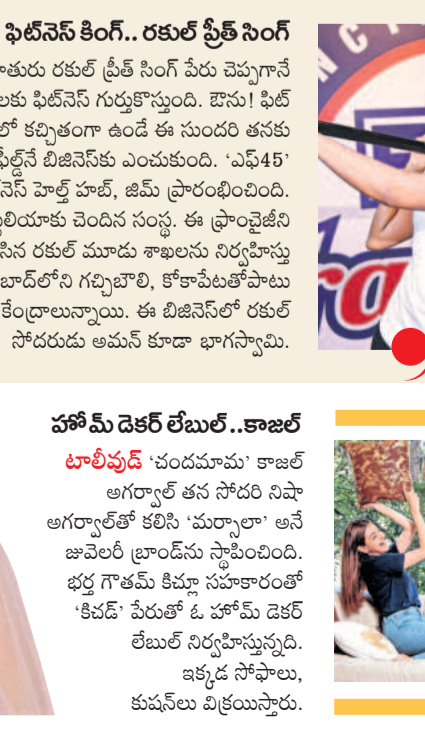 ఫిట్‌నెస్ కింగ్.. రకుల్ ప్రీత్ సింగ్
రకుల్ ప్రీత్ సింగ్ పేరు చెప్పగానే
ఫిట్‌నెస్ గుర్తుకొస్తుంది. ఔను! ఫిట్
లో కచ్చితంగా ఉండే ఈ సుందరి తనకు
బిజినెస్‌కు ఎంచుకుంది. ‘ఎఫ్45’
హెల్త్ హబ్, జిమ్ ప్రారంభించింది.
చెందిన సంస్థ. ఈ ఫ్రాంచైజీని
రకుల్ మూడు శాఖలను నిర్వహిస్తు
గచ్చిబౌలి, కోకాపేటతోపాటు
కేంద్రాలున్నాయి. ఈ బిజినెస్‌లో రకుల్
సోదరుడు అమన్ కూడా భాగస్వామి.
హోమ్ డెకర్ లేబుల్..కాజల్
టాలీవుడ్ ‘చందమామ’ కాజల్
అగర్వాల్ తన సోదరి నిషా
అగర్వాల్‌తో కలిసి ‘మర్సాలా’ అనే
జువెలరీ బ్రాండ్‌ను స్థాపించింది.
భర్త గౌతమ్ కిచ్లూ సహకారంతో
‘కిచడ్’ పేరుతో ఓ హోమ్ డెకర్
లేబుల్ నిర్వహిస్తున్నది.
ఇక్కడ సోఫాలు,
కుషన్‌లు విక్రయిస్తారు.